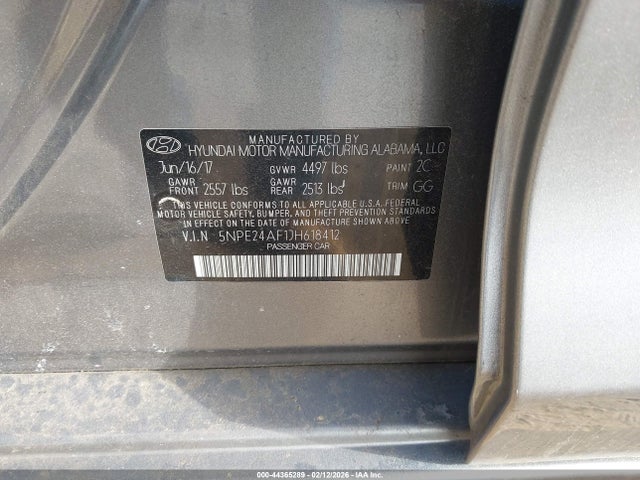 MANUFACTURED BY
HYUNDAI MOTOR MANUFACTURING ALABAMA, LLC
Jun/16/17 GVWR 4497 lbs PAINT 2C
GAWR FRONT 2557 lbs GAWR REAR 2513 lbs TRIM GG
THIS VEHICLE CONFORMS TO ALL APPLICABLE U.S.A. FEDERAL
MOTOR VEHICLE SAFETY, BUMPER, AND THEFT PREVENTION STANDARDS
IN EFFECT ON THE DATE OF MANUFACTURE SHOWN ABOVE.
V.I.N 5NPE24AF1JH618412
PASSENGER CAR
000-44365289 - 02/12/2026 - COPYRIGHT IAA, LLC